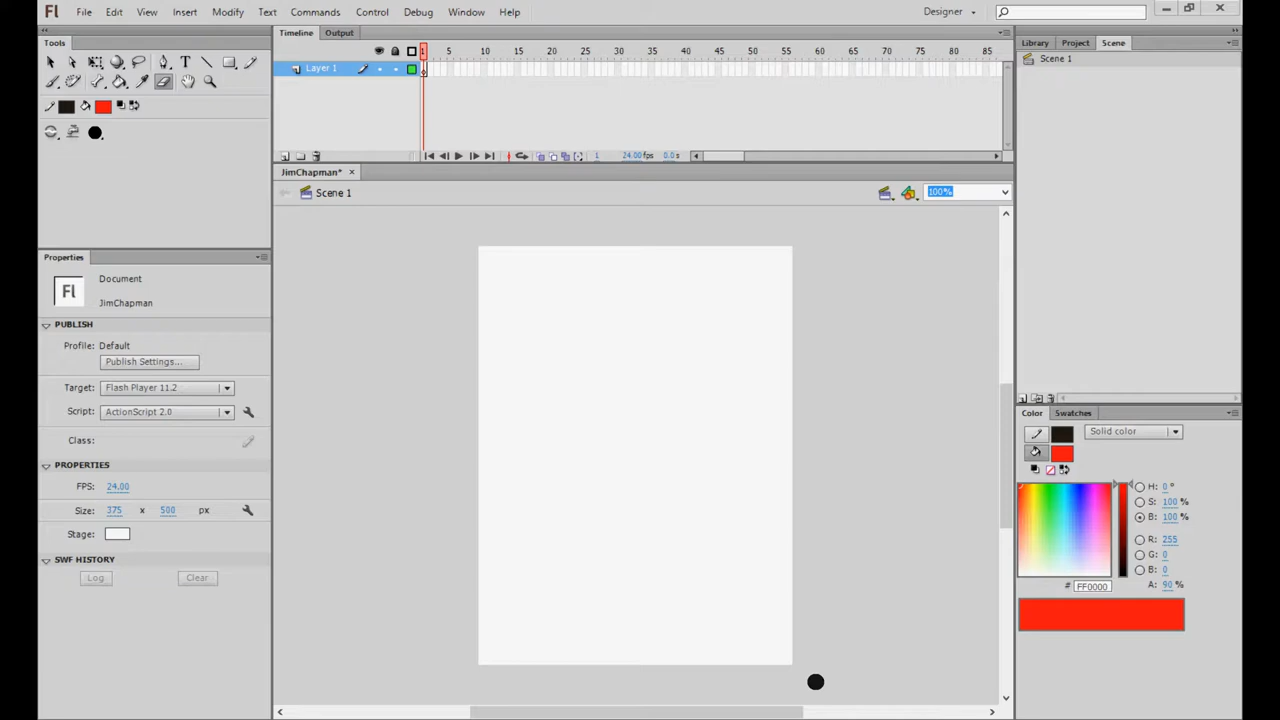 Fl File Edit View Insert Modify Text Commands Control Debug Window Help Designer
Tools Timeline Output Library Project Scene
1 5 10 15 20 25 30 35 40 45 50 55 60 65 70 75 80 85
Layer 1
Scene 1
1 24.00 fps 0.0 s
JimChapman* ×
Scene 1 100%
Properties
Fl
Document
JimChapman
PUBLISH
Profile: Default
Publish Settings...
Target: Flash Player 11.2
Script: ActionScript 2.0
Class:
PROPERTIES
FPS: 24.00
Size: 375 x 500 px
Stage:
SWF HISTORY
Log Clear
Color Swatches
Solid color
H: 0 °
S: 100 %
B: 100 %
R: 255
G: 0
B: 0
# FF0000 A: 90 %